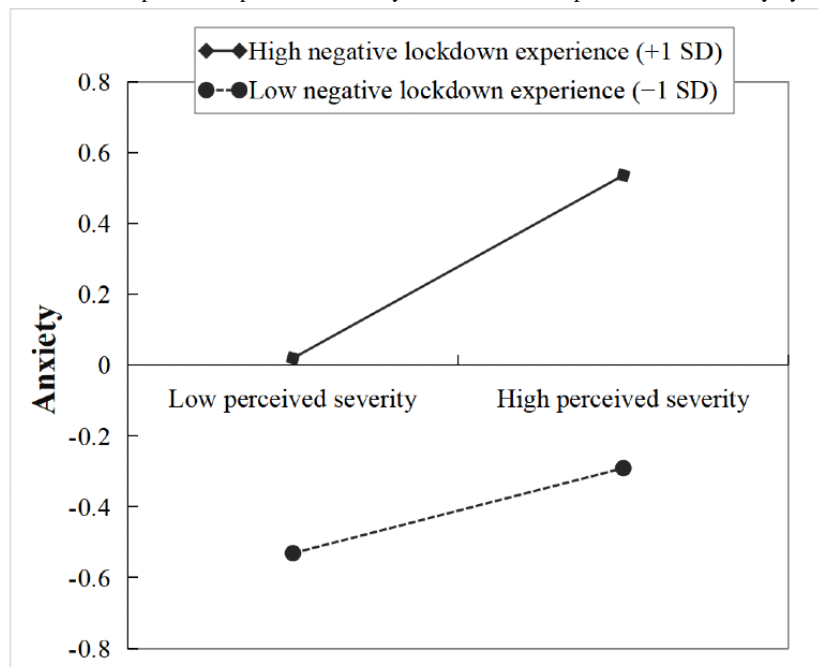 High negative lockdown experience (+1 SD)
Low negative lockdown experience (−1 SD)
0.8
0.6
0.4
0.2
0
-0.2
-0.4
-0.6
-0.8
Anxiety
Low perceived severity
High perceived severity